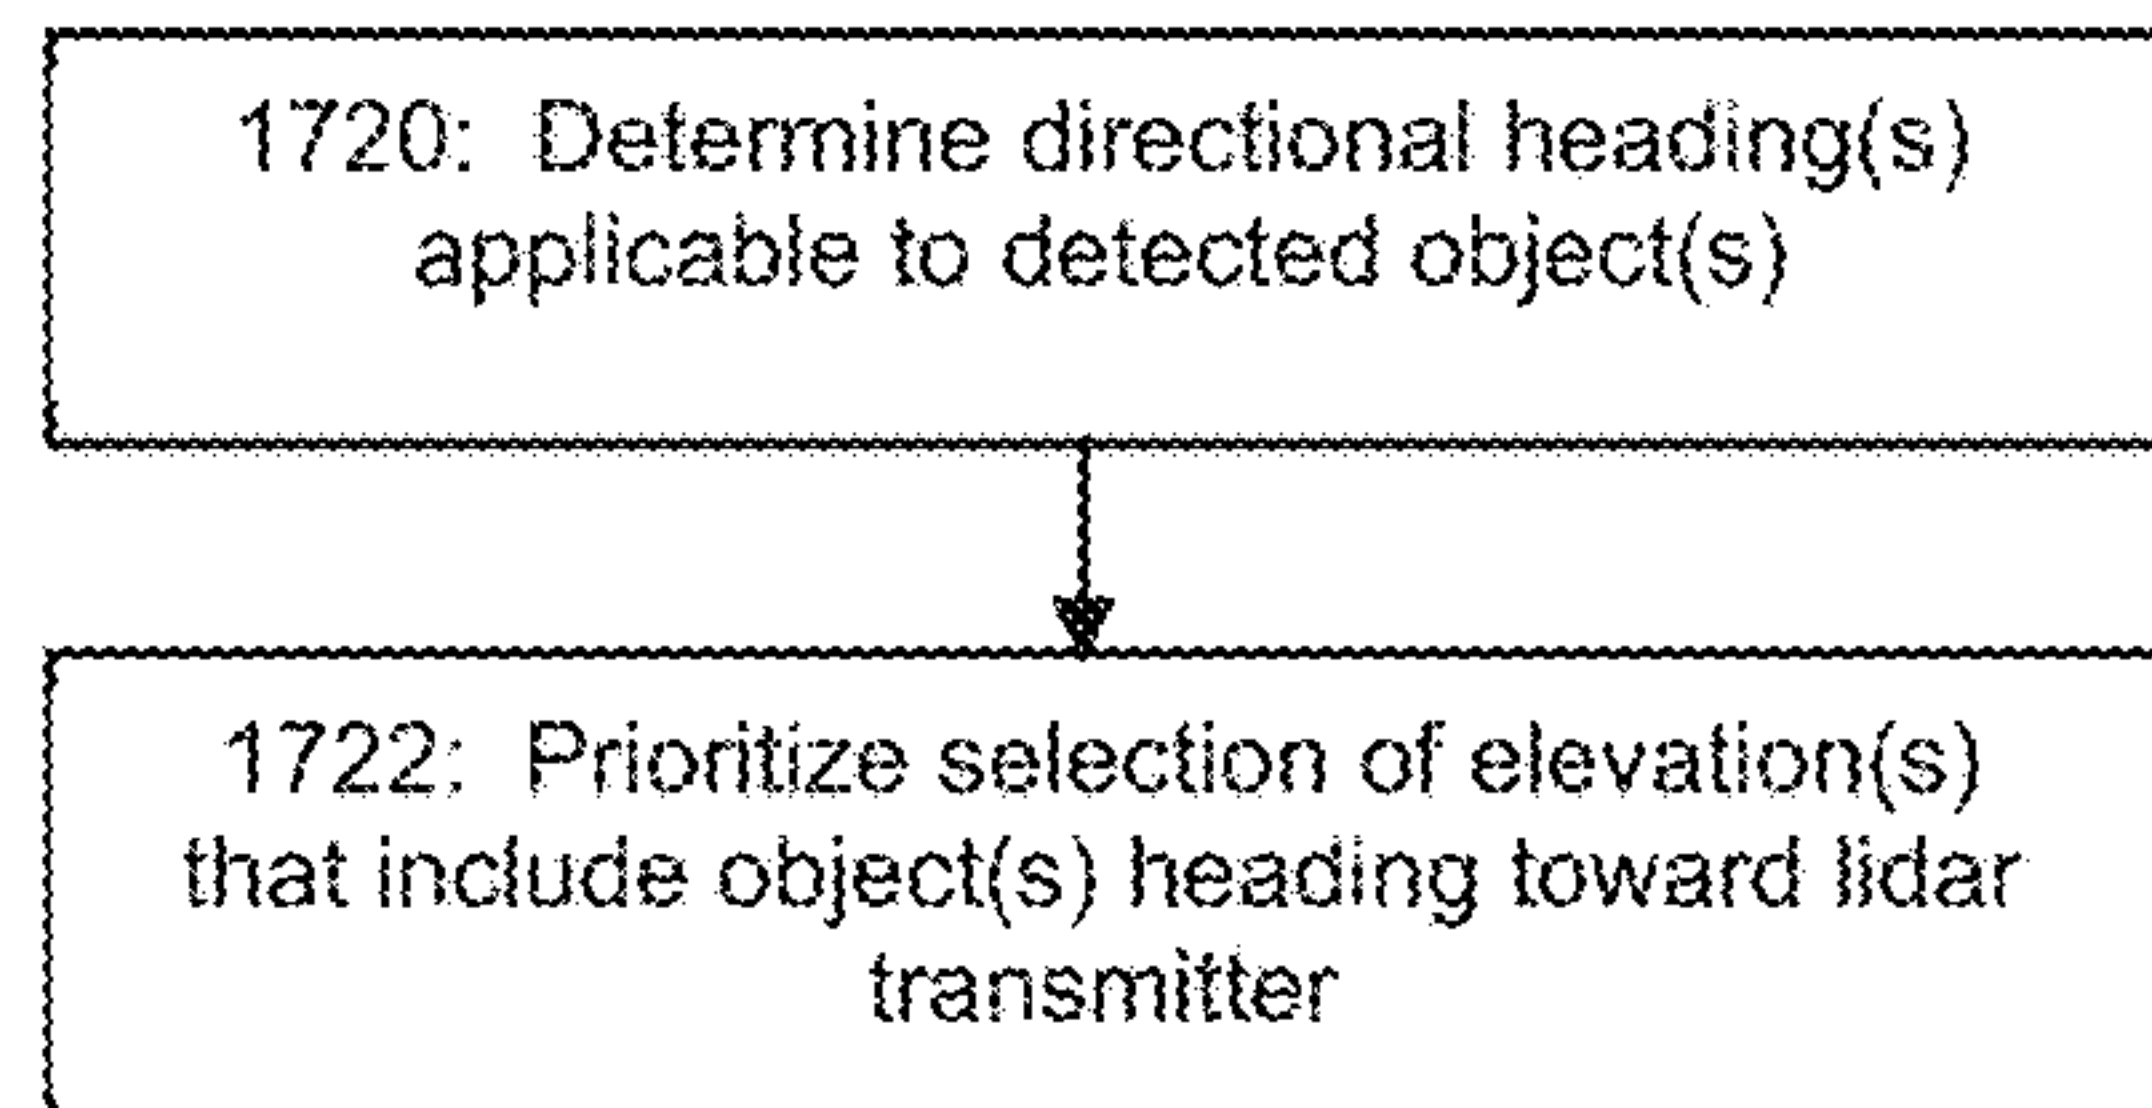 1720: Determine directional heading(s)
applicable to detected object(s)
1722: Prioritize selection of elevation(s)
that include object(s) heading toward lidar
transmitter